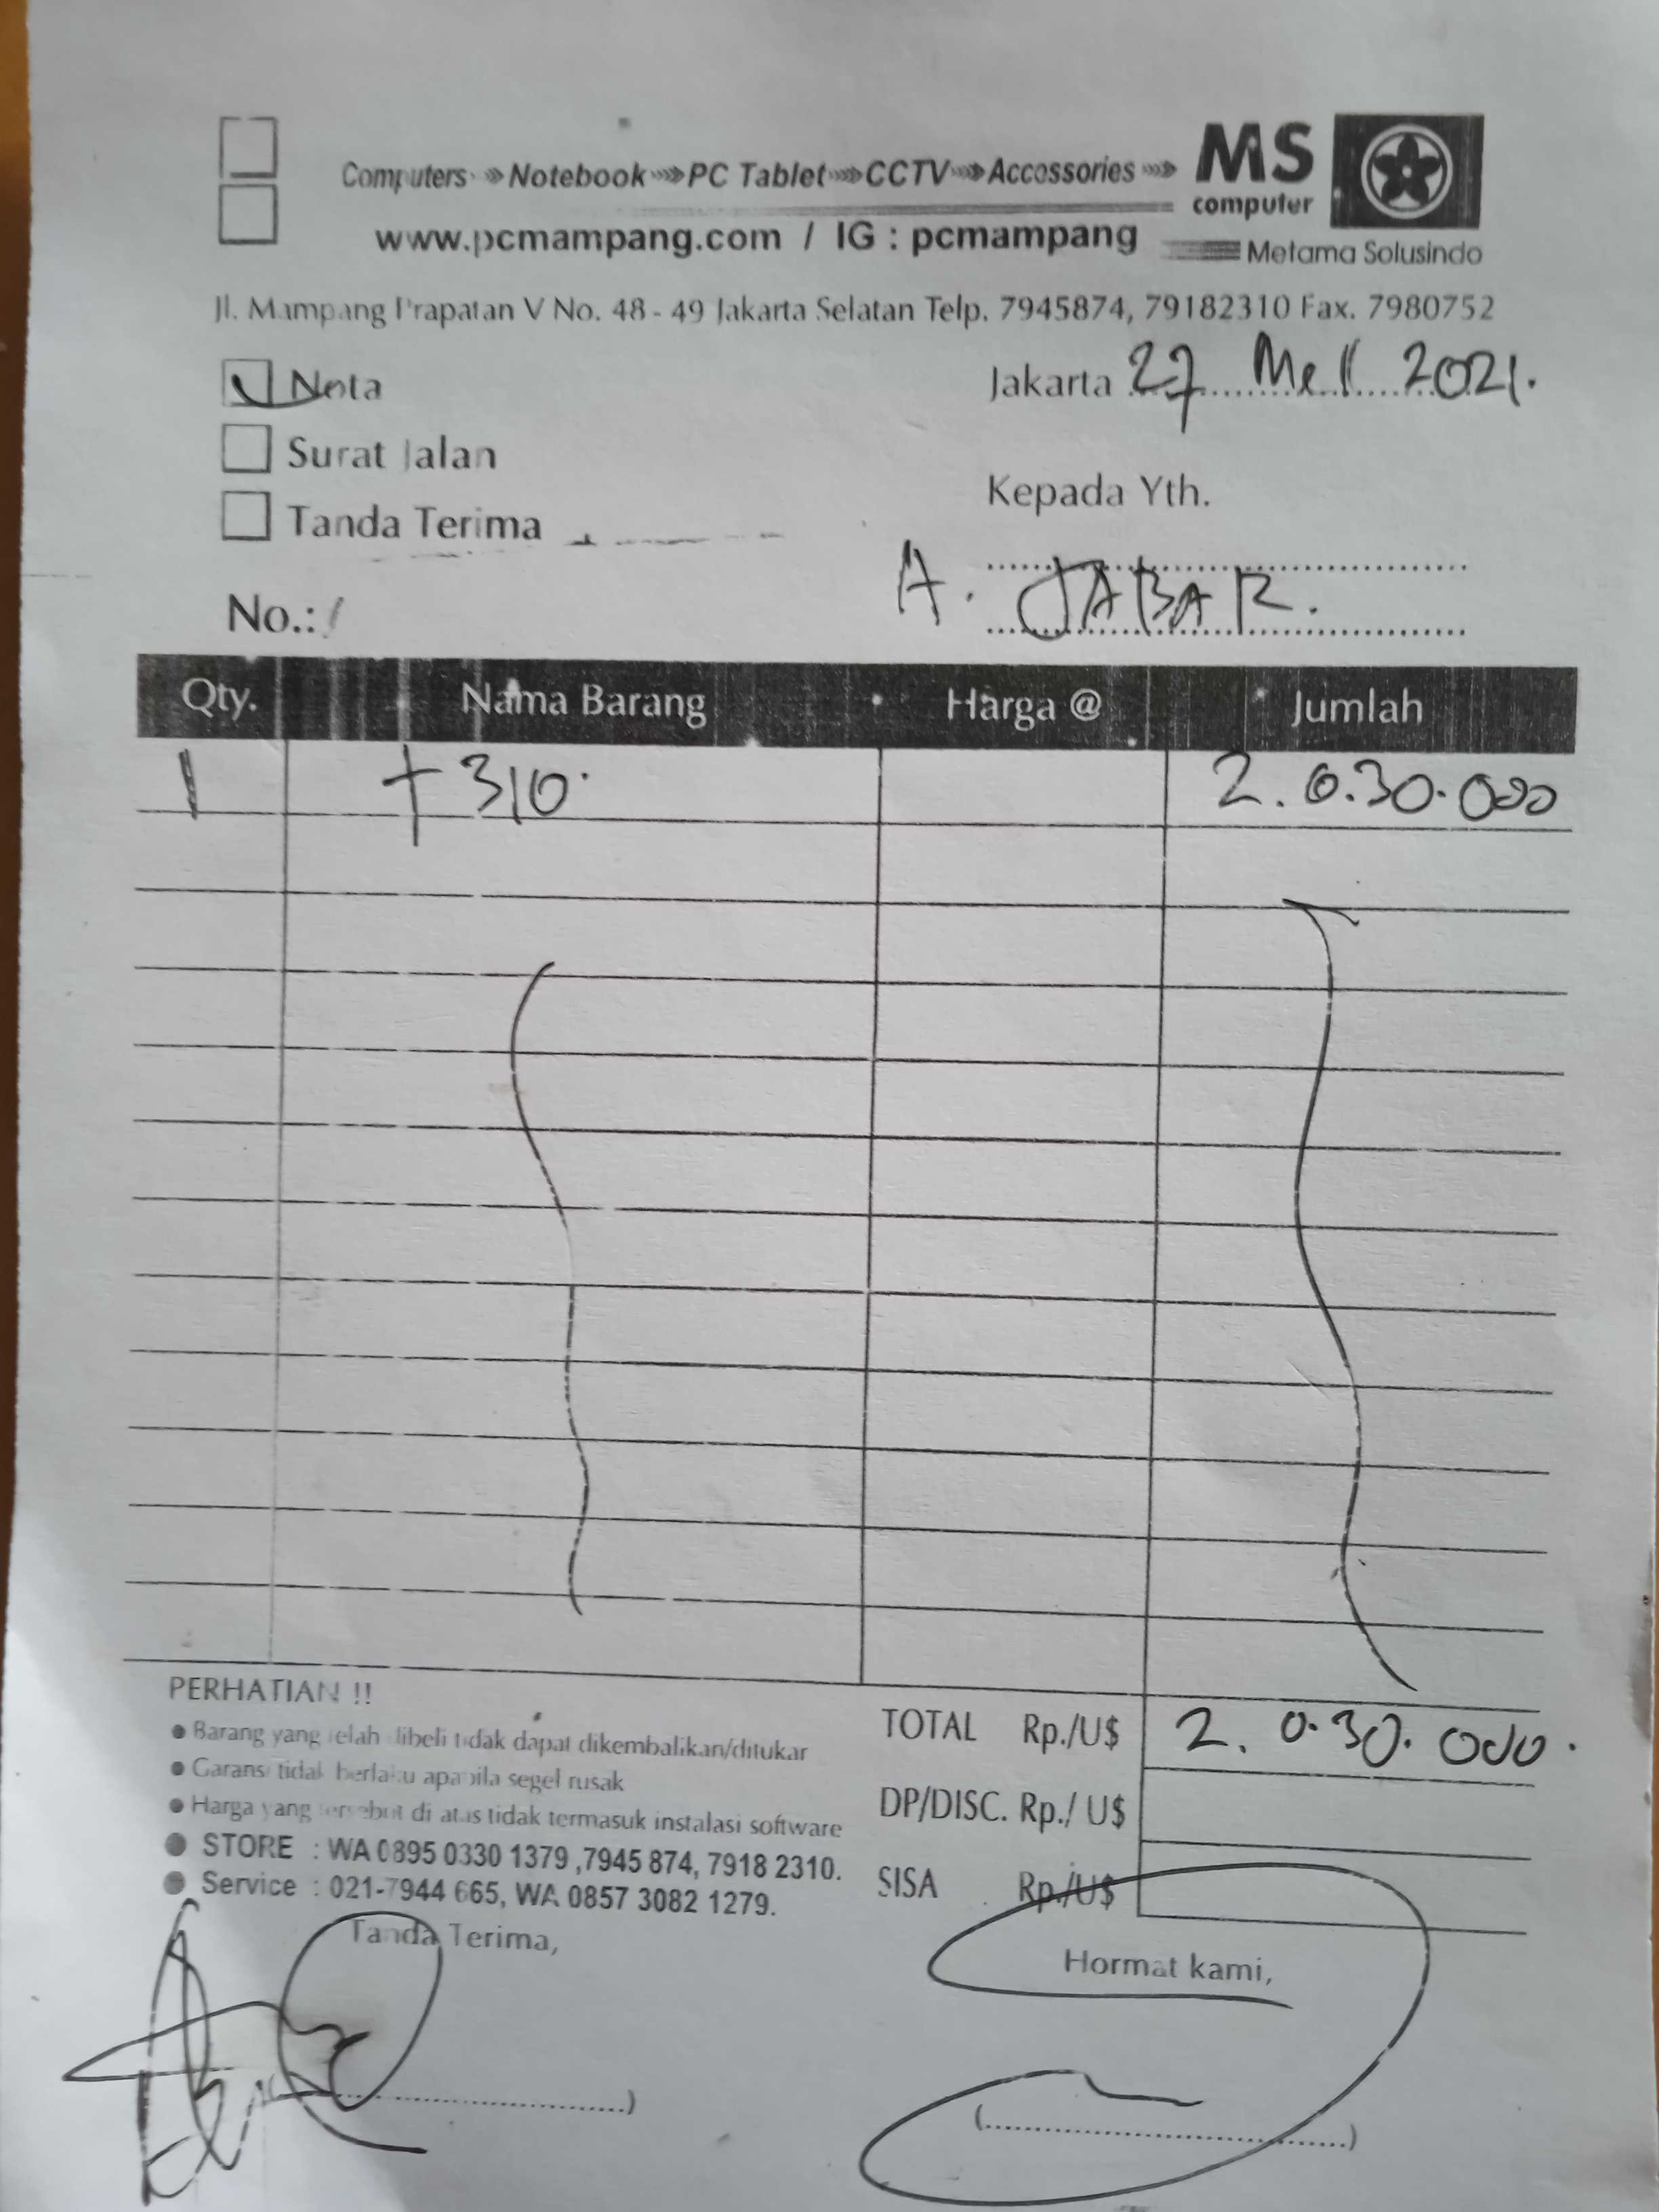 Computers »» Notebook »» PC Tablet »» CCTV »» Accessories »»
MS
computer
www.pcmampang.com / IG : pcmampang
Metama Solusindo
Jl. Mampang Prapatan V No. 48 - 49 Jakarta Selatan Telp. 7945874, 79182310 Fax. 7980752
Nota
Jakarta 27 Mei 2021.
Surat Jalan
Kepada Yth.
Tanda Terima
A. JABAR.
No.:
Qty. Nama Barang Harga @ Jumlah
1 310. 2.030.000
PERHATIAN !!
TOTAL Rp./U$ 2.030.000.
● Barang yang telah dibeli tidak dapat dikembalikan/ditukar
● Garansi tidak berlaku apabila segel rusak
DP/DISC. Rp./ U$
● Harga yang tersebut di atas tidak termasuk instalasi software
● STORE : WA 0895 0330 1379 ,7945 874, 7918 2310.
SISA Rp./U$
● Service : 021-7944 665, WA 0857 3082 1279.
Tanda Terima,
Hormat kami,